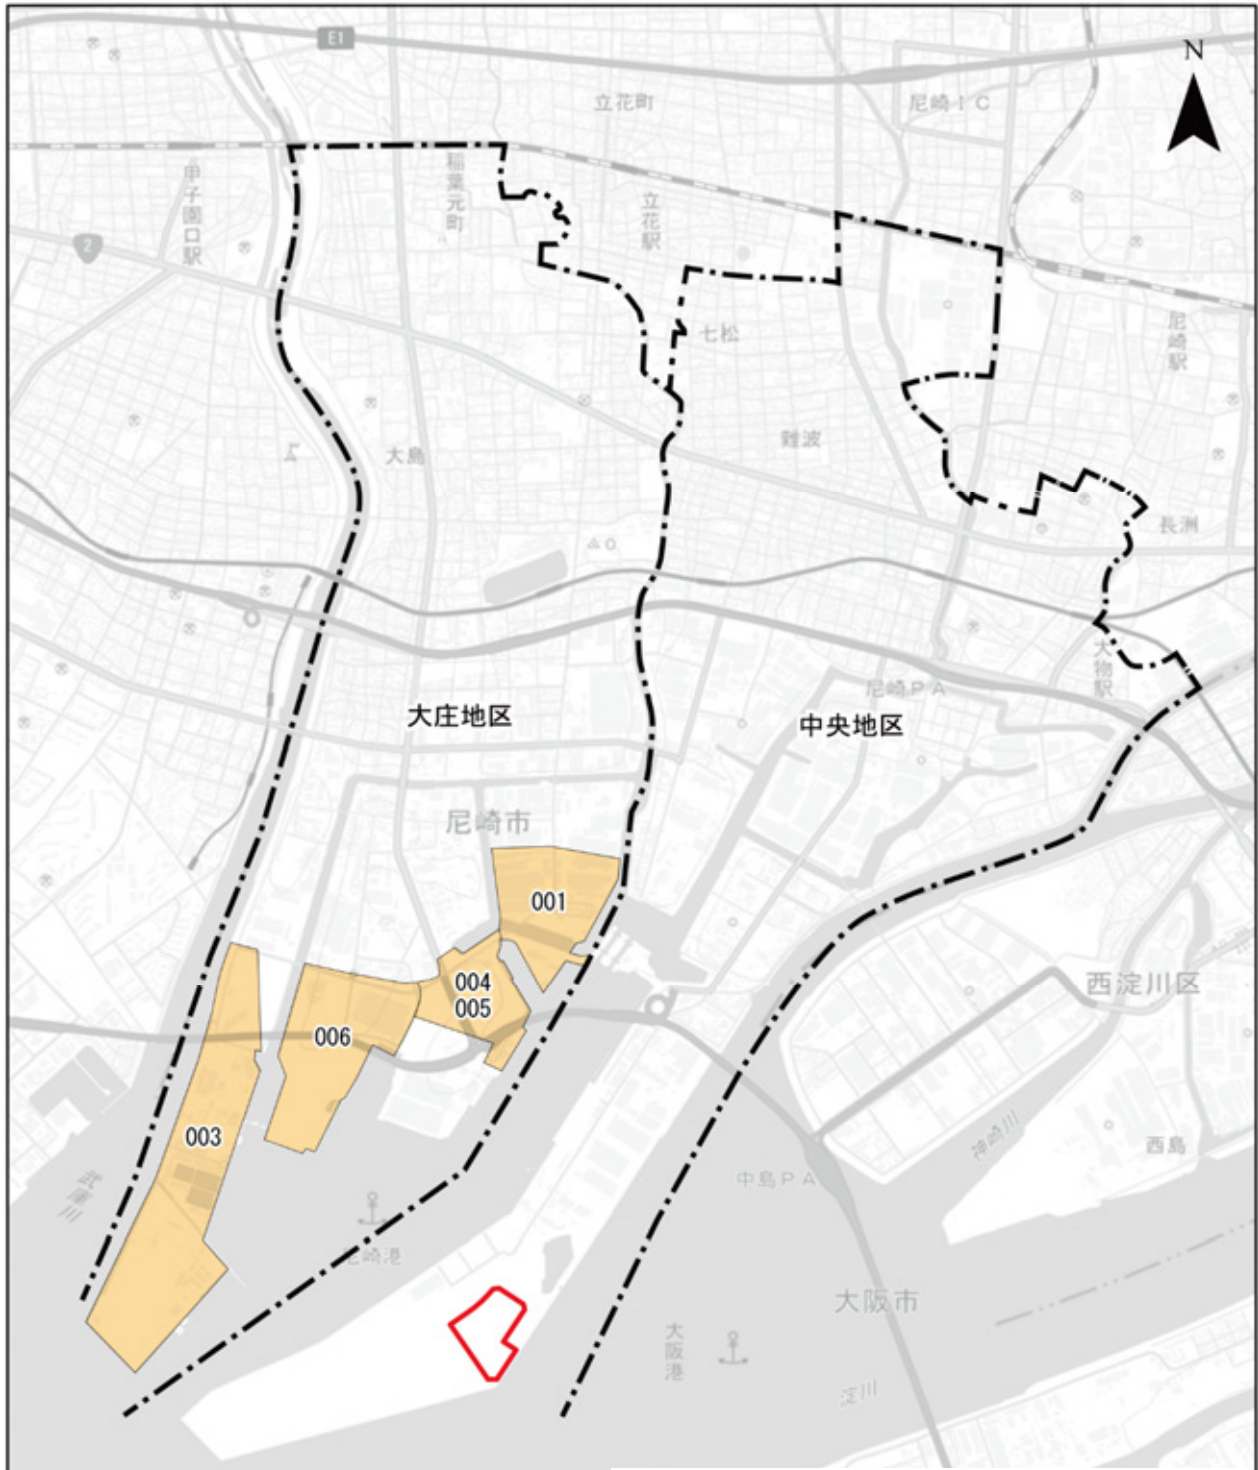 E1
N
立花町
尼崎IC
甲子園口駅
稲葉元町
立花駅
2
七松
尼崎駅
大島
難波
長洲
大物駅
尼崎PA
大庄地区
中央地区
尼崎市
001
004
005
006
003
西淀川区
神崎川
西島
中島PA
武庫川
尼崎港
大阪市
大阪港
淀川